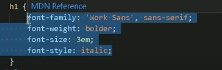 h1 { MDN Reference
font-family: 'Work Sans', sans-serif;
font-weight: bolder;
font-size: 3em;
font-style: italic;
}